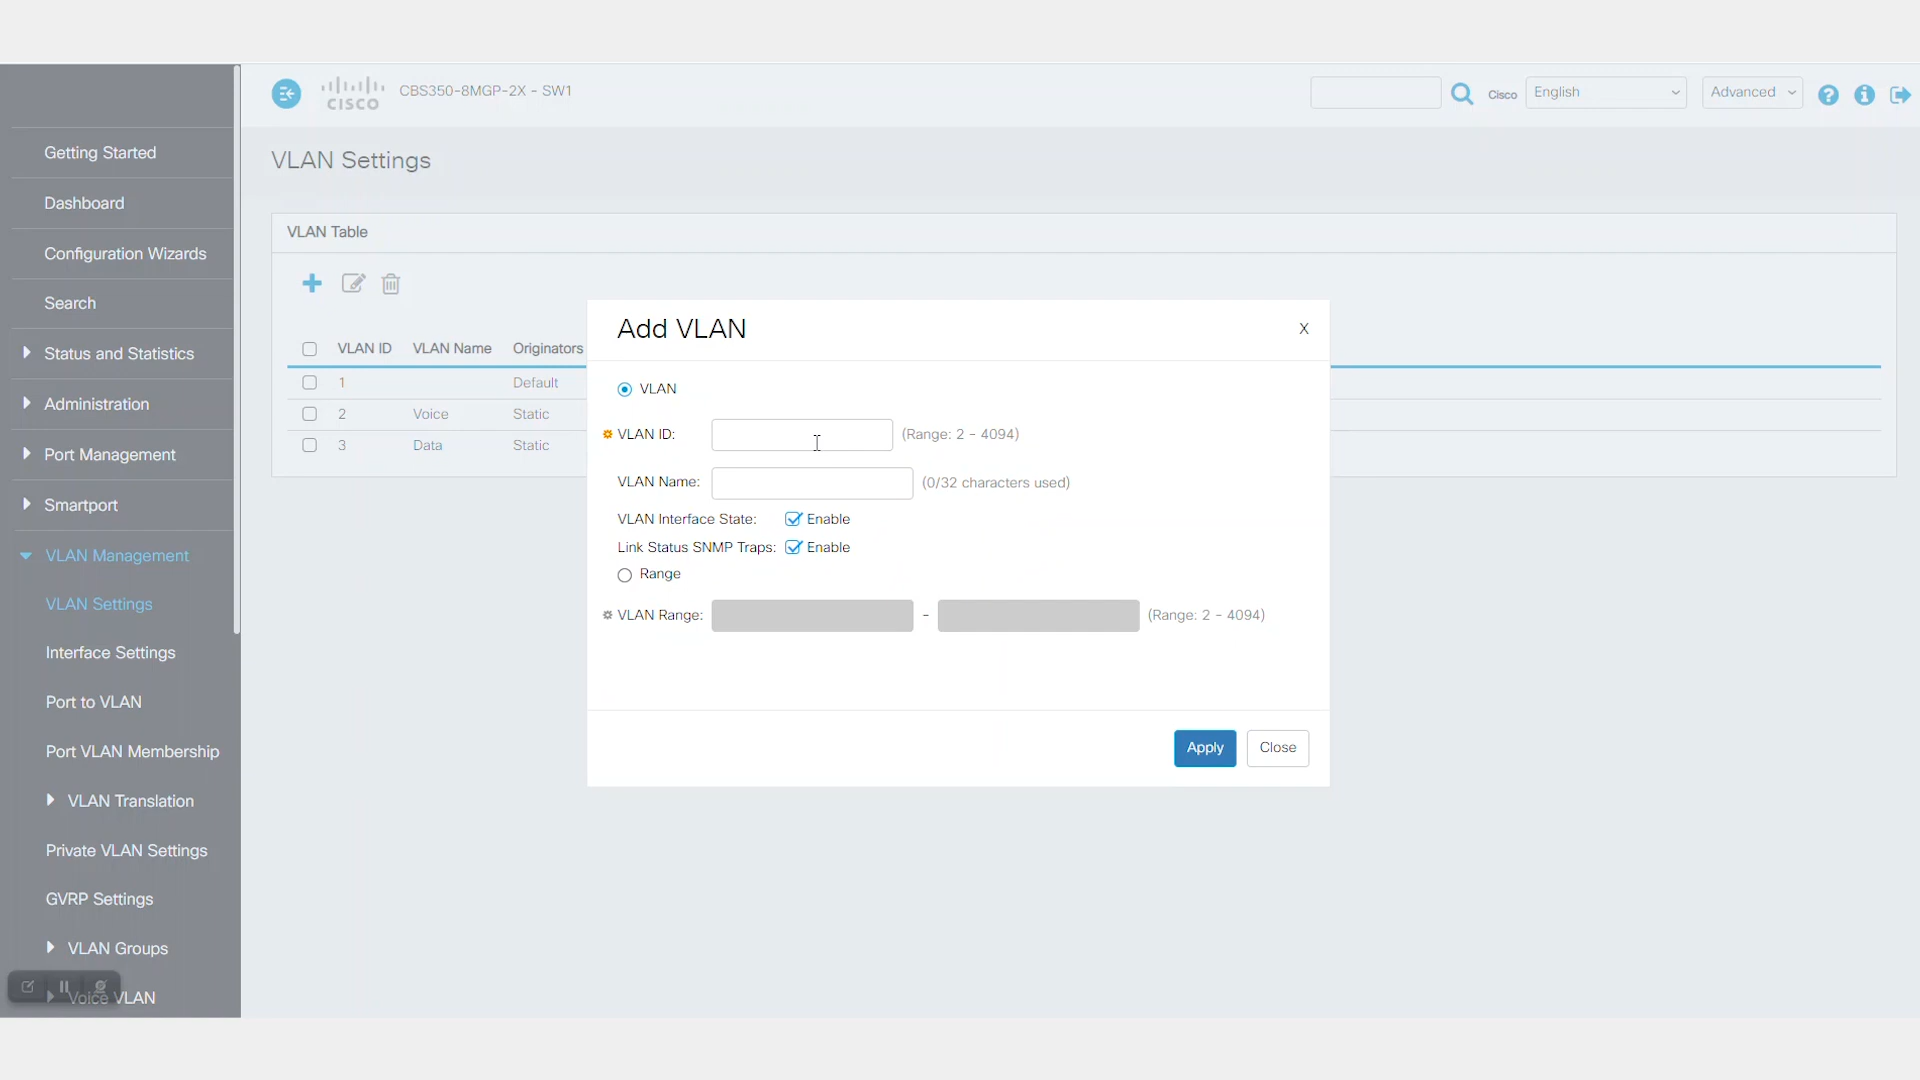 CISCO
CBS350-8MGP-2X - SW1
Cisco
English
Advanced
Getting Started
Dashboard
Configuration Wizards
Search
Status and Statistics
Administration
Port Management
Smartport
VLAN Management
VLAN Settings
Interface Settings
Port to VLAN
Port VLAN Membership
VLAN Translation
Private VLAN Settings
GVRP Settings
VLAN Groups
Voice VLAN
VLAN Settings
VLAN Table
VLAN ID VLAN Name Originators
1 Default
2 Voice Static
3 Data Static
Add VLAN
X
VLAN
VLAN ID: (Range: 2 - 4094)
VLAN Name: (0/32 characters used)
VLAN Interface State: Enable
Link Status SNMP Traps: Enable
Range
VLAN Range: - (Range: 2 - 4094)
Apply Close